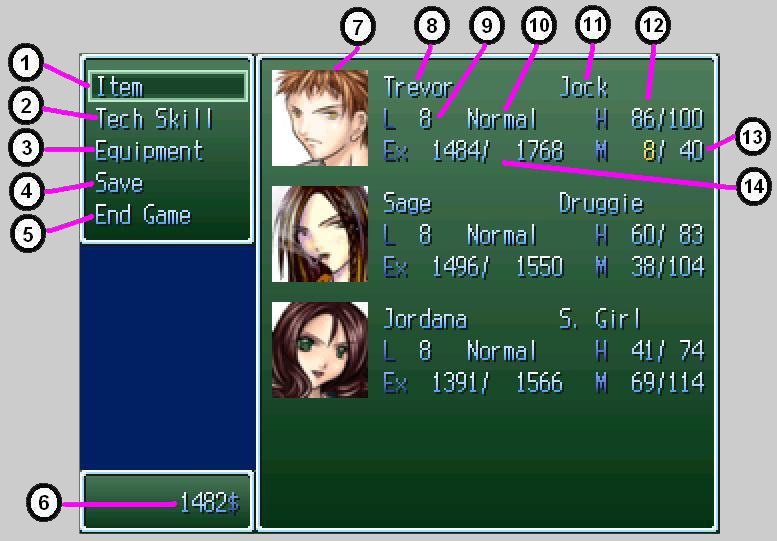 7 8 9 10 11 12
1 Item
2 Tech Skill
3 Equipment
4 Save
5 End Game
6 1482$
Trevor Jock
L 8 Normal H 86/100
Ex 1484/ 1768 M 8/ 40
13
14
Sage Druggie
L 8 Normal H 60/ 83
Ex 1496/ 1550 M 38/104
Jordana S. Girl
L 8 Normal H 41/ 74
Ex 1391/ 1566 M 69/114